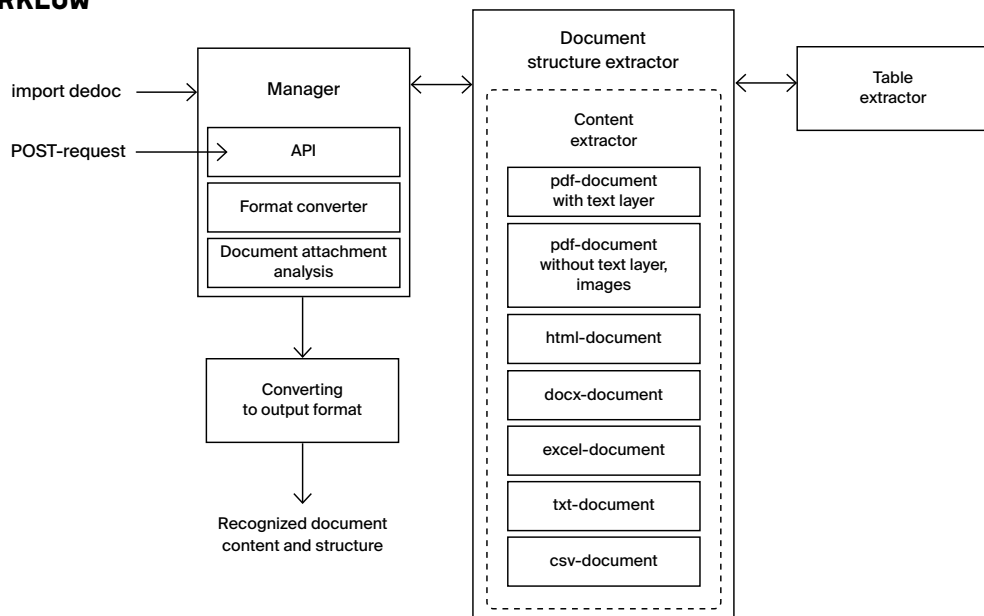 import dedoc
POST-request
Manager
API
Format converter
Document attachment
analysis
Converting
to output format
Recognized document
content and structure
Document
structure extractor
Content
extractor
pdf-document
with text layer
pdf-document
without text layer,
images
html-document
docx-document
excel-document
txt-document
csv-document
Table
extractor